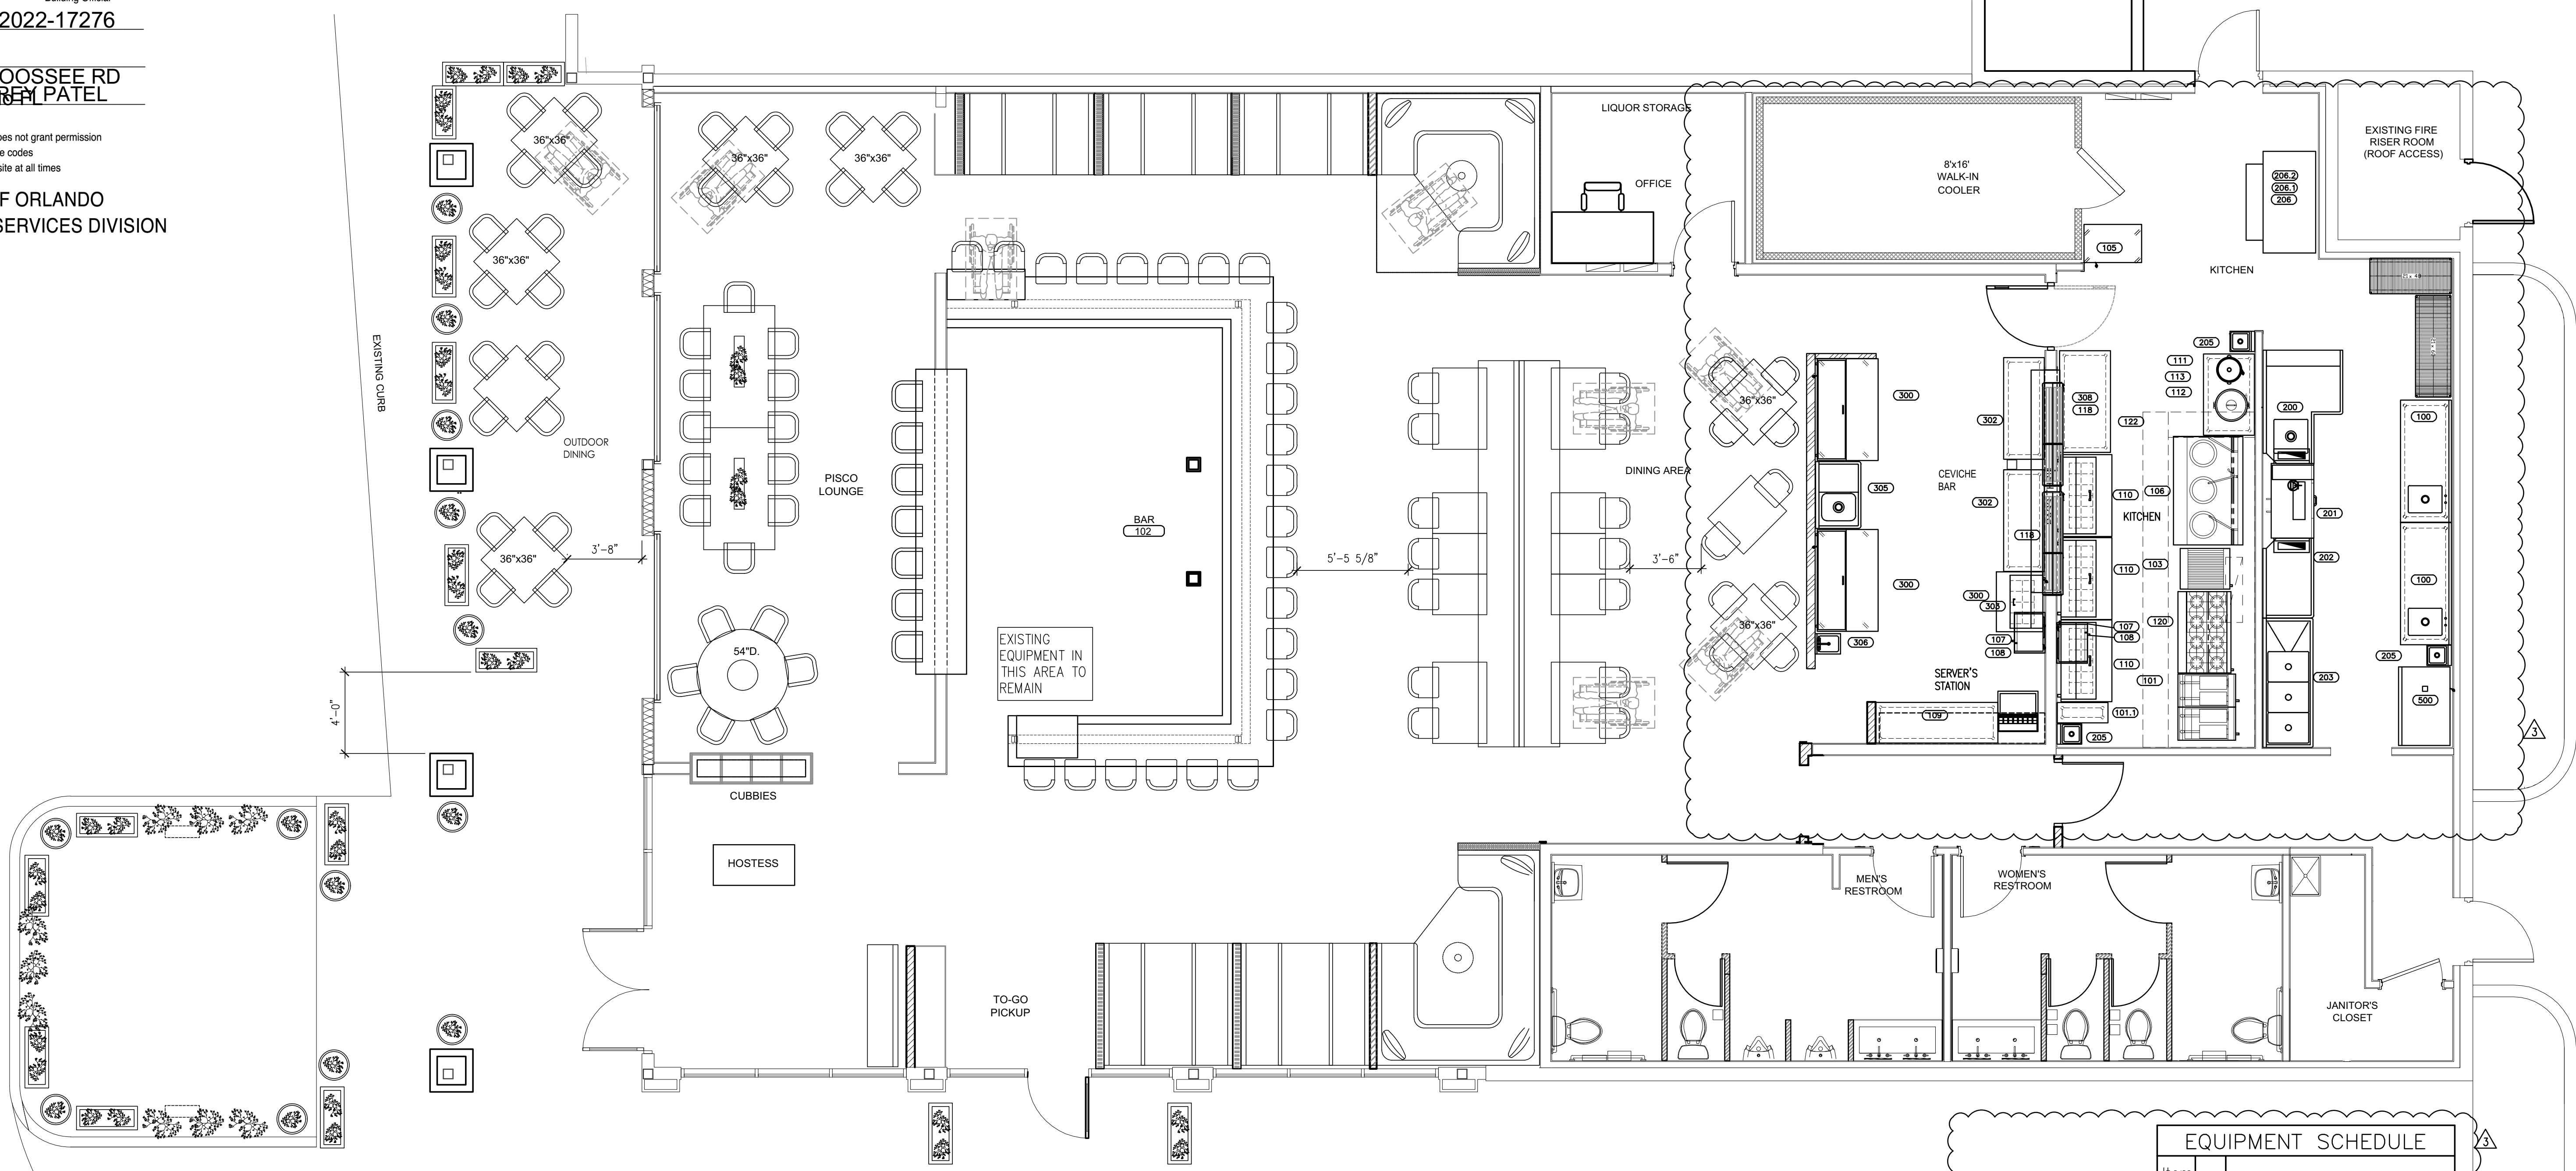 Building Official
2022-17276
OOSSEE RD
REY PATEL
oes not grant permission
e codes
site at all times
F ORLANDO
SERVICES DIVISION
EXISTING CURB
36"x36"
36"x36"
36"x36"
OUTDOOR
DINING
3'-8"
4'-0"
36"x36"
36"x36"
PISCO
LOUNGE
54"D.
CUBBIES
HOSTESS
TO-GO
PICKUP
BAR
102
EXISTING
EQUIPMENT IN
THIS AREA TO
REMAIN
5'-5 5/8"
3'-6"
DINING AREA
36"x36"
36"x36"
LIQUOR STORAGE
OFFICE
8'x16'
WALK-IN
COOLER
105
EXISTING FIRE
RISER ROOM
(ROOF ACCESS)
206.2
206.1
206
KITCHEN
300
305
300
306
CEVICHE
BAR
302
302
118
300
303
107
108
SERVER'S
STATION
109
308
118
122
110
106
KITCHEN
110
103
120
107
108
110
101
101.1
205
205
111
113
112
200
201
202
203
100
100
205
500
3
MEN'S
RESTROOM
WOMEN'S
RESTROOM
JANITOR'S
CLOSET
EQUIPMENT SCHEDULE
3